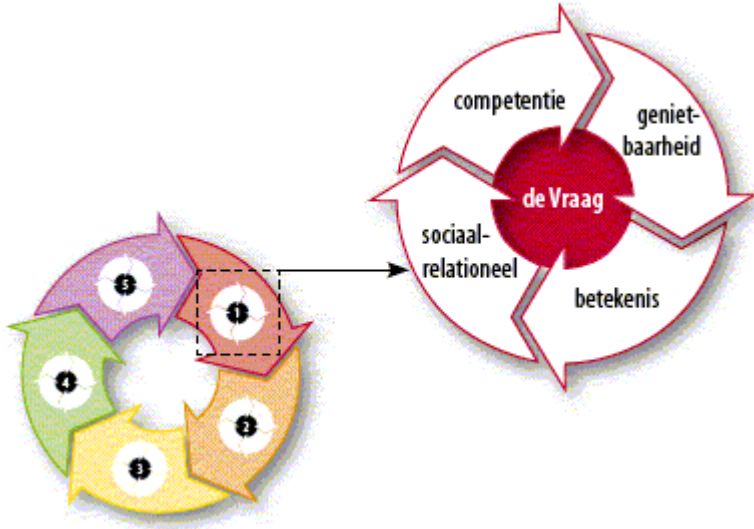 competentie
geniet-
baarheid
de Vraag
sociaal-
relationeel
betekenis
5
1
4
2
3